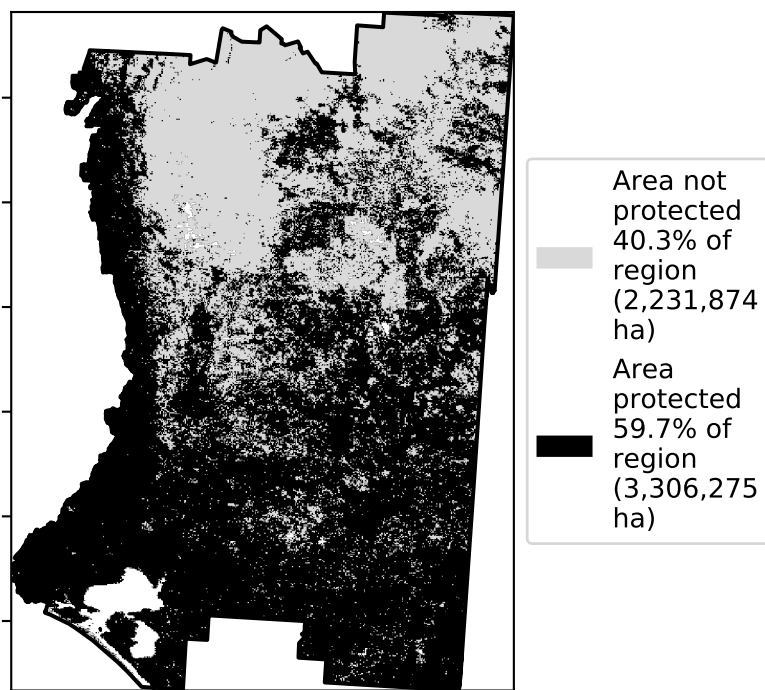 Area not
protected
40.3% of
region
(2,231,874
ha)
Area
protected
59.7% of
region
(3,306,275
ha)